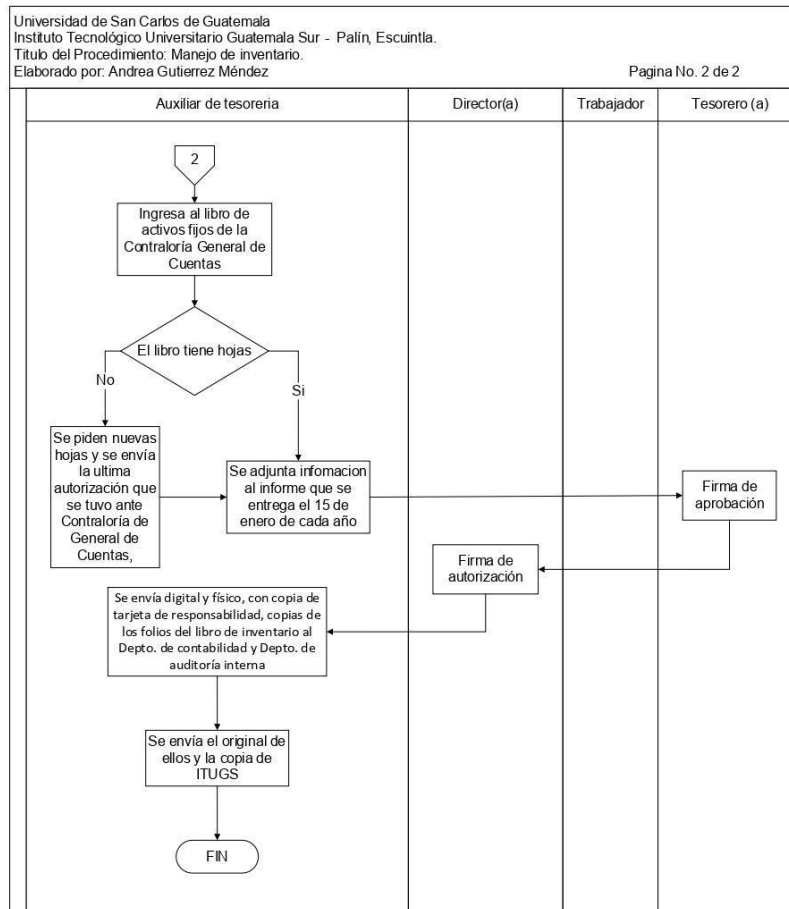 Universidad de San Carlos de Guatemala
Instituto Tecnológico Universitario Guatemala Sur - Palín, Escuintla.
Titulo del Procedimiento: Manejo de inventario.
Elaborado por: Andrea Gutierrez Méndez
Pagina No. 2 de 2
Auxiliar de tesoreria
Director(a)
Trabajador
Tesorero (a)
2
Ingresa al libro de
activos fijos de la
Contraloría General de
Cuentas
El libro tiene hojas
No
Si
Se piden nuevas
hojas y se envía
la ultima
autorización que
se tuvo ante
Contraloría de
General de
Cuentas,
Se adjunta infomacion
al informe que se
entrega el 15 de
enero de cada año
Firma de
aprobación
Firma de
autorización
Se envía digital y físico, con copia de
tarjeta de responsabilidad, copias de
los folios del libro de inventario al
Depto. de contabilidad y Depto. de
auditoría interna
Se envía el original de
ellos y la copia de
ITUGS
FIN